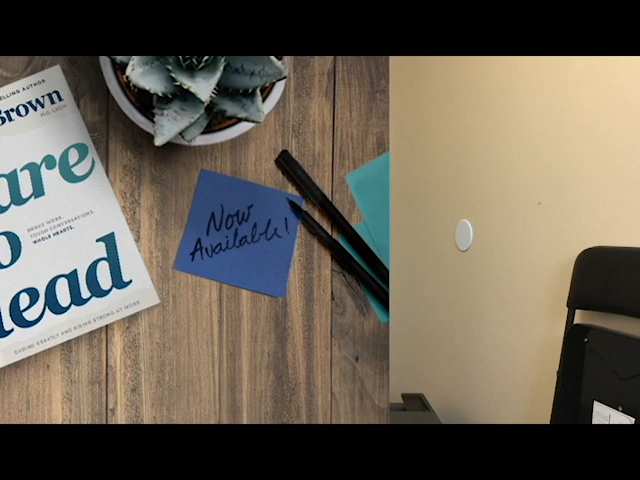 ELLING AUTHOR
Brown
are
o
BRAVE WORK.
TOUGH CONVERSATIONS.
WHOLE HEARTS.
lead
DARING GREATLY AND RISING STRONG AT WORK
Now
Available!